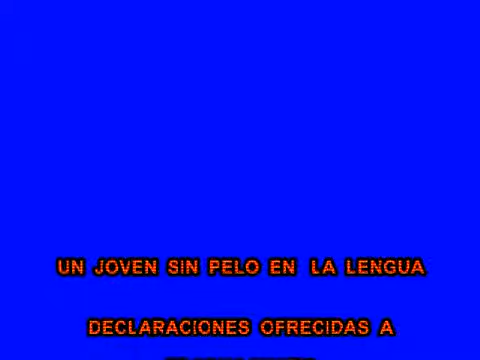 UN JOVEN SIN PELO EN LA LENGUA
DECLARACIONES OFRECIDAS A